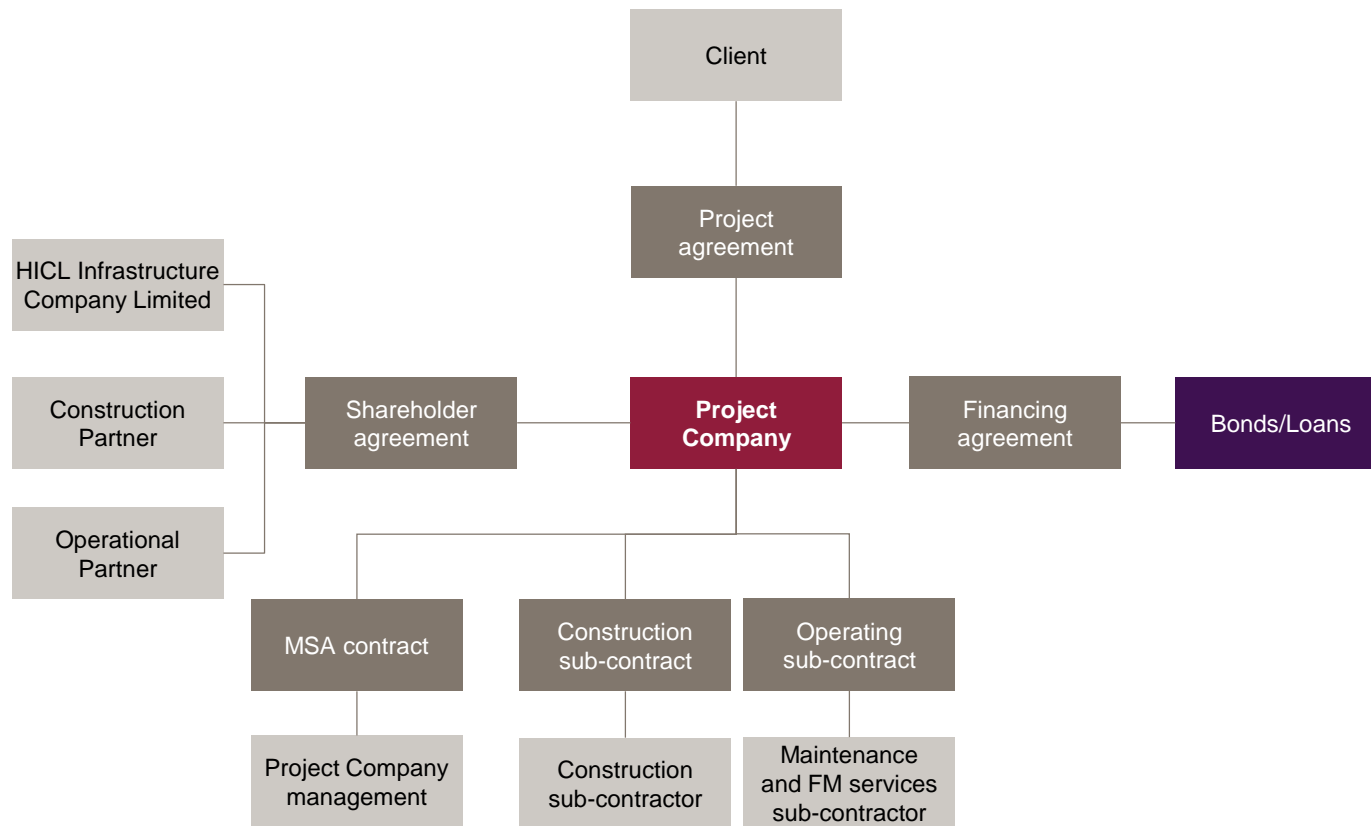 Client
Project
agreement
HICL Infrastructure
Company Limited
Construction
Partner
Shareholder
agreement
Project
Company
Financing
agreement
Bonds/Loans
Operational
Partner
MSA contract
Construction
sub-contract
Operating
sub-contract
Project Company
management
Construction
sub-contractor
Maintenance
and FM services
sub-contractor